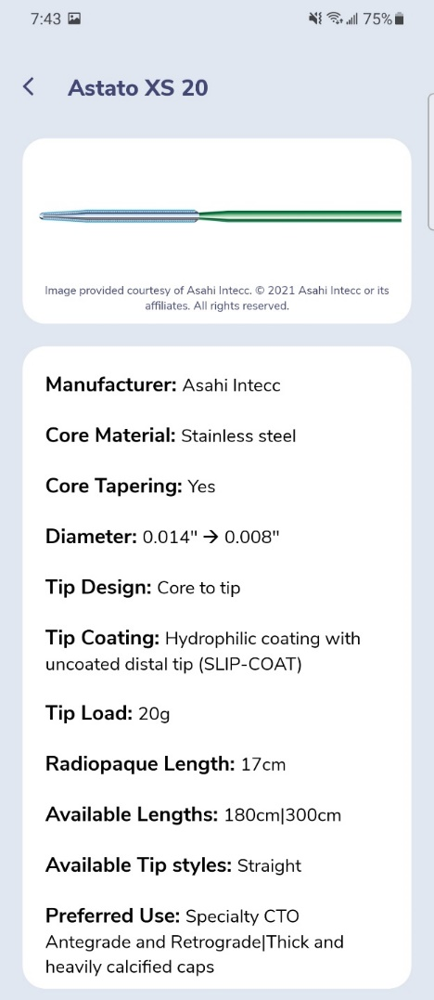 7:43 75%
Astato XS 20
Image provided courtesy of Asahi Intecc. © 2021 Asahi Intecc or its
affiliates. All rights reserved.
Manufacturer: Asahi Intecc
Core Material: Stainless steel
Core Tapering: Yes
Diameter: 0.014" → 0.008"
Tip Design: Core to tip
Tip Coating: Hydrophilic coating with
uncoated distal tip (SLIP-COAT)
Tip Load: 20g
Radiopaque Length: 17cm
Available Lengths: 180cm|300cm
Available Tip styles: Straight
Preferred Use: Specialty CTO
Antegrade and Retrograde|Thick and
heavily calcified caps